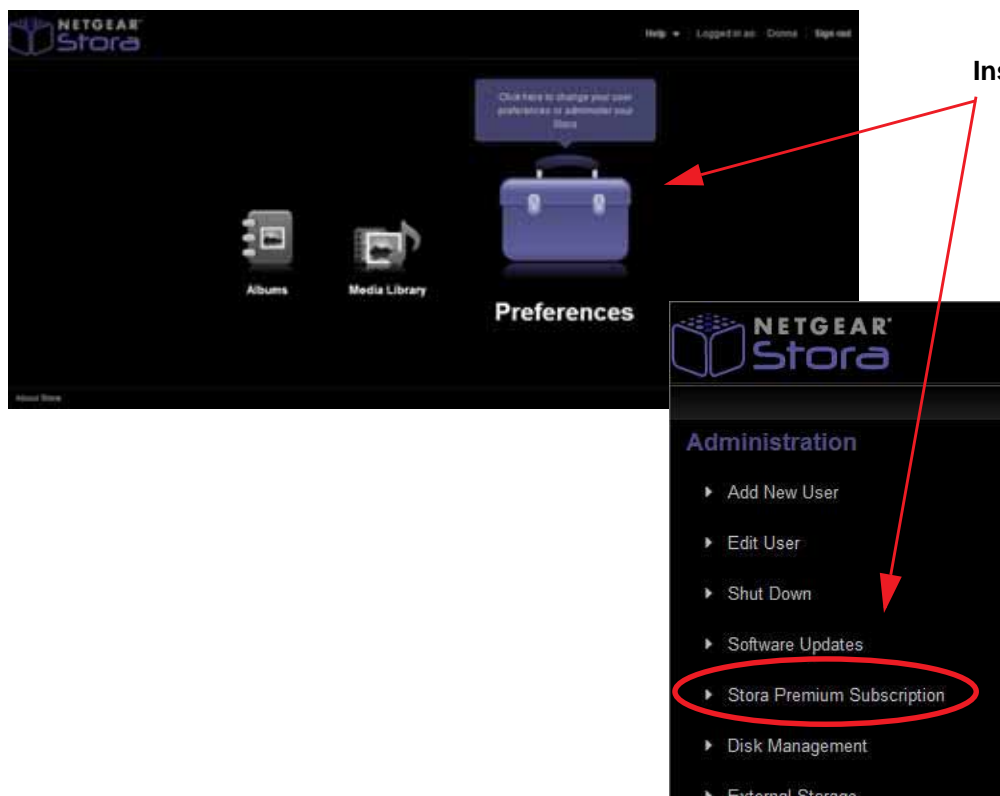 NETGEAR
Stora
Help
Logged in as: Donna
Sign out
Ins
Click here to change your user
preferences or administer your
Stora
Albums
Media Library
Preferences
About Stora
NETGEAR
Stora
Administration
Add New User
Edit User
Shut Down
Software Updates
Stora Premium Subscription
Disk Management
External Storage